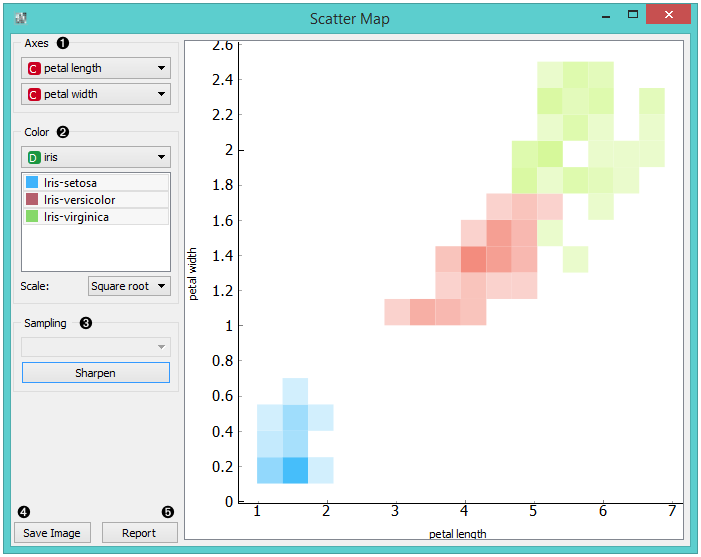 Scatter Map
Axes ❶
C petal length
C petal width
Color ❷
D iris
Iris-setosa
Iris-versicolor
Iris-virginica
Scale: Square root
Sampling ❸
Sharpen
❹ ❺
Save Image Report
petal width
2.6
2.4
2.2
2
1.8
1.6
1.4
1.2
1
0.8
0.6
0.4
0.2
0
1 2 3 4 5 6 7
petal length